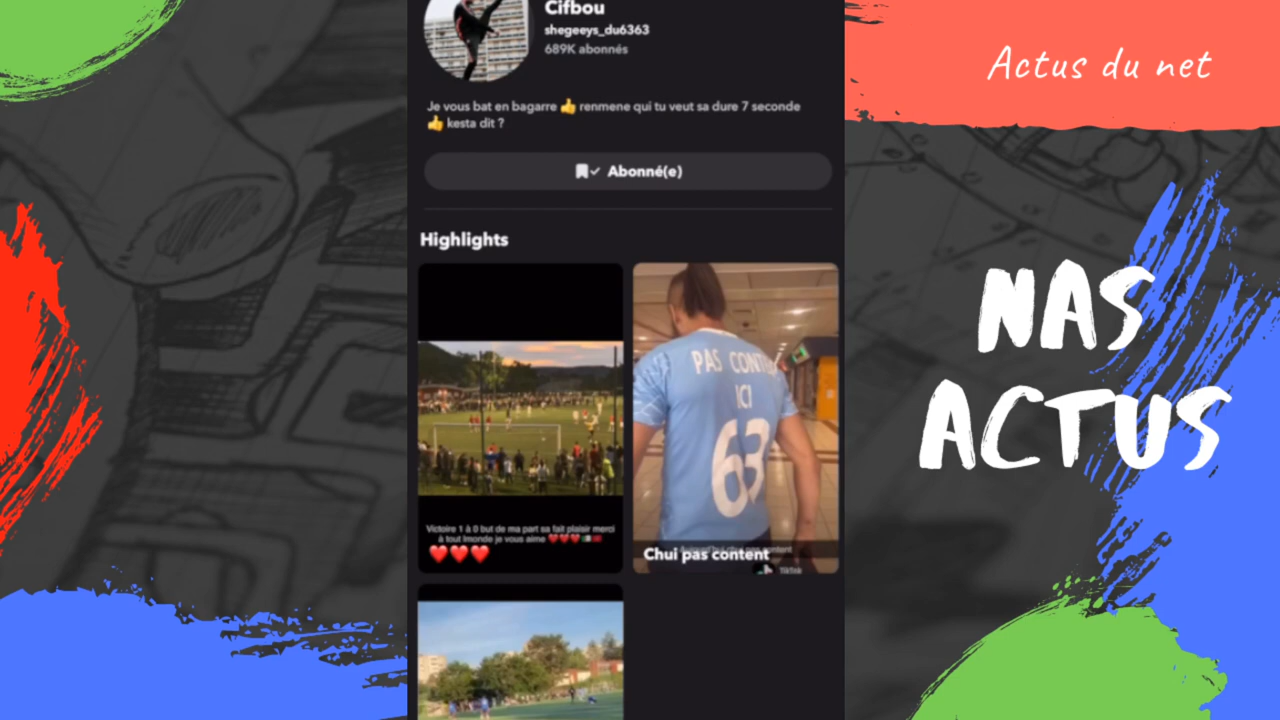 Cifbou
shegeeys_du6363
689K abonnés
Je vous bat en bagarre 👍 renmene qui tu veut sa dure 7 seconde
👍 kesta dit ?
Abonné(e)
Highlights
Victoire 1 à 0 but de ma part sa fait plaisir merci
à tout lmonde je vous aime ❤️❤️❤️
❤️❤️❤️
PAS CONTENT
ICI
63
Chui pas content
TikTok
Actus du net
NAS
ACTUS